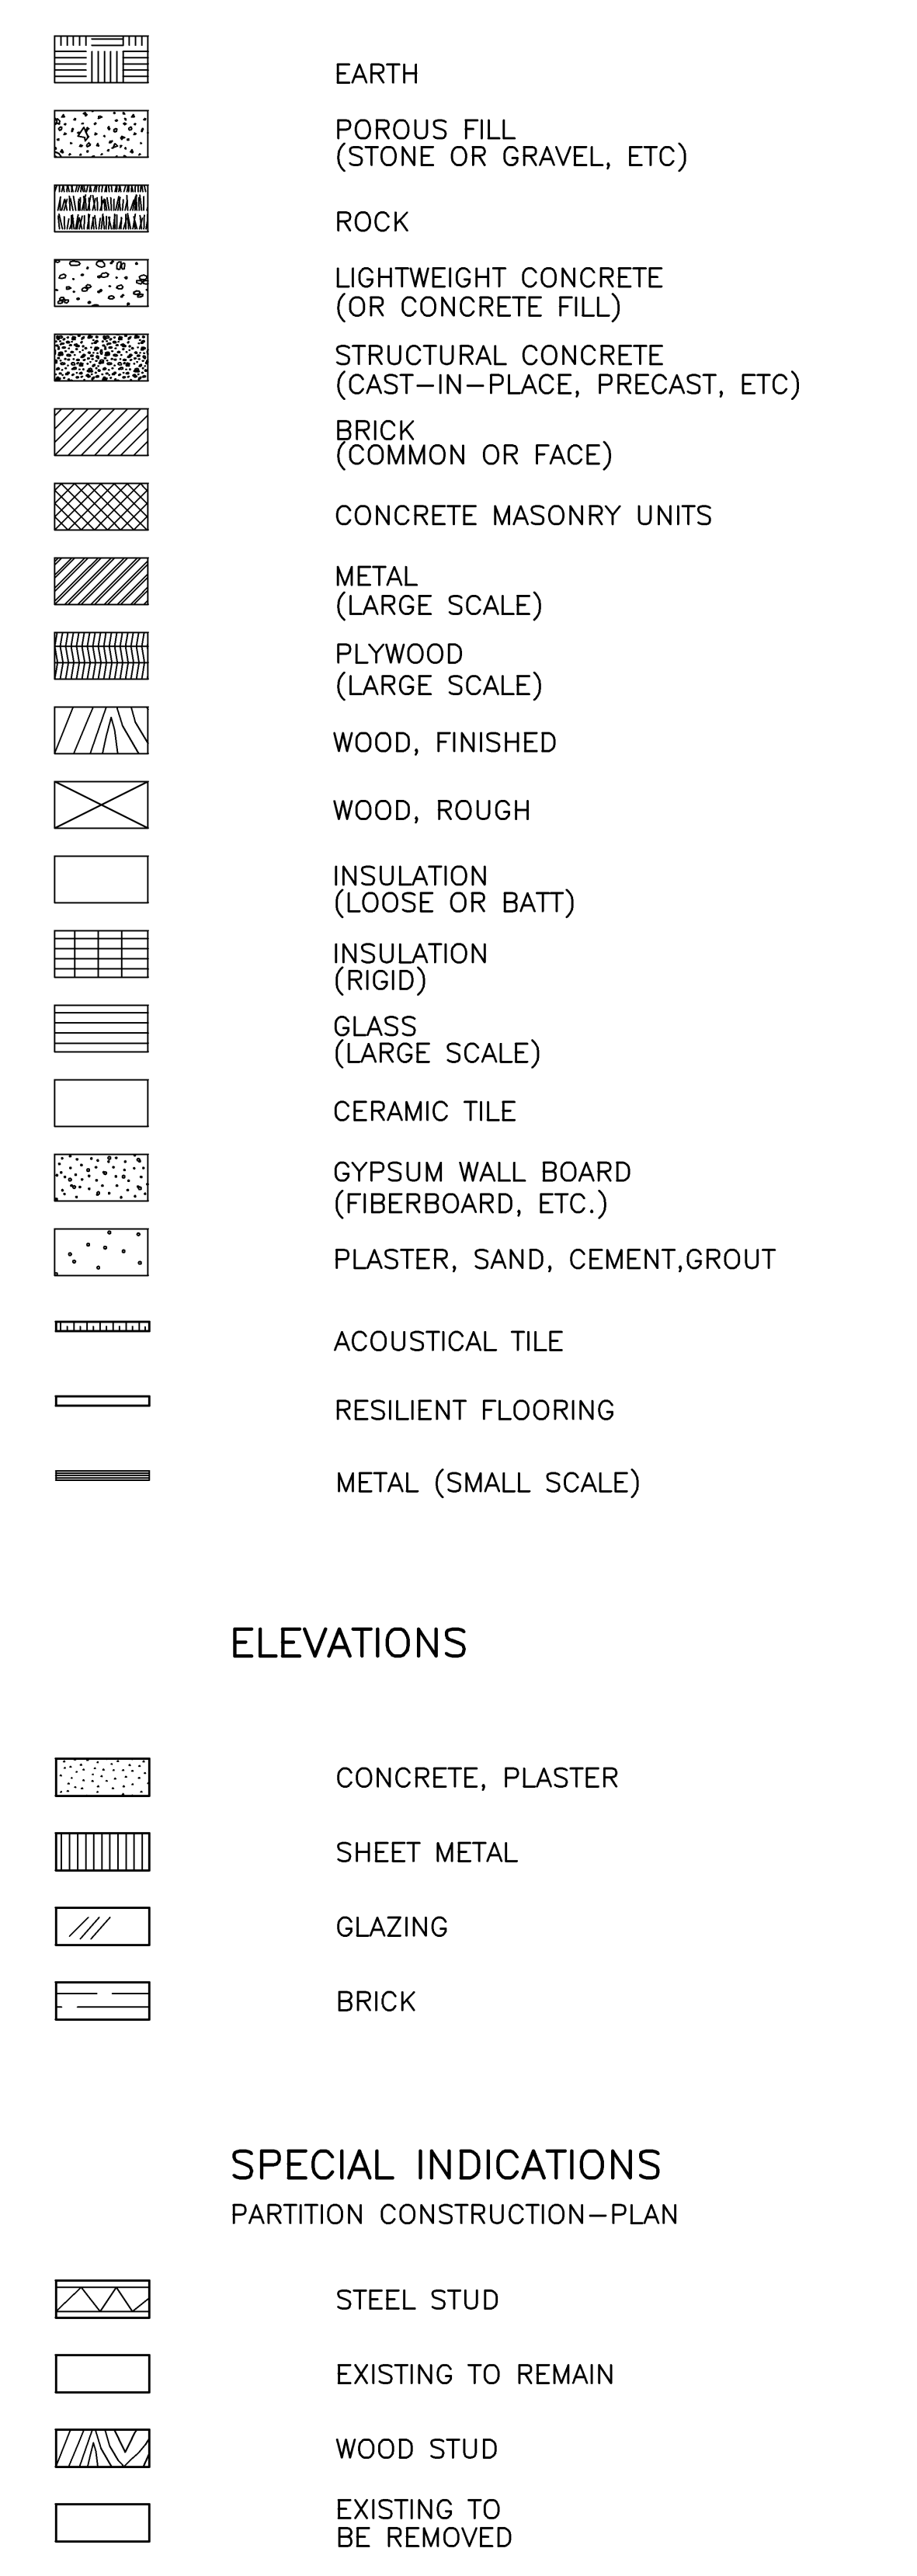 EARTH
POROUS FILL
(STONE OR GRAVEL, ETC)
ROCK
LIGHTWEIGHT CONCRETE
(OR CONCRETE FILL)
STRUCTURAL CONCRETE
(CAST-IN-PLACE, PRECAST, ETC)
BRICK
(COMMON OR FACE)
CONCRETE MASONRY UNITS
METAL
(LARGE SCALE)
PLYWOOD
(LARGE SCALE)
WOOD, FINISHED
WOOD, ROUGH
INSULATION
(LOOSE OR BATT)
INSULATION
(RIGID)
GLASS
(LARGE SCALE)
CERAMIC TILE
GYPSUM WALL BOARD
(FIBERBOARD, ETC.)
PLASTER, SAND, CEMENT,GROUT
ACOUSTICAL TILE
RESILIENT FLOORING
METAL (SMALL SCALE)
ELEVATIONS
CONCRETE, PLASTER
SHEET METAL
GLAZING
BRICK
SPECIAL INDICATIONS
PARTITION CONSTRUCTION-PLAN
STEEL STUD
EXISTING TO REMAIN
WOOD STUD
EXISTING TO
BE REMOVED